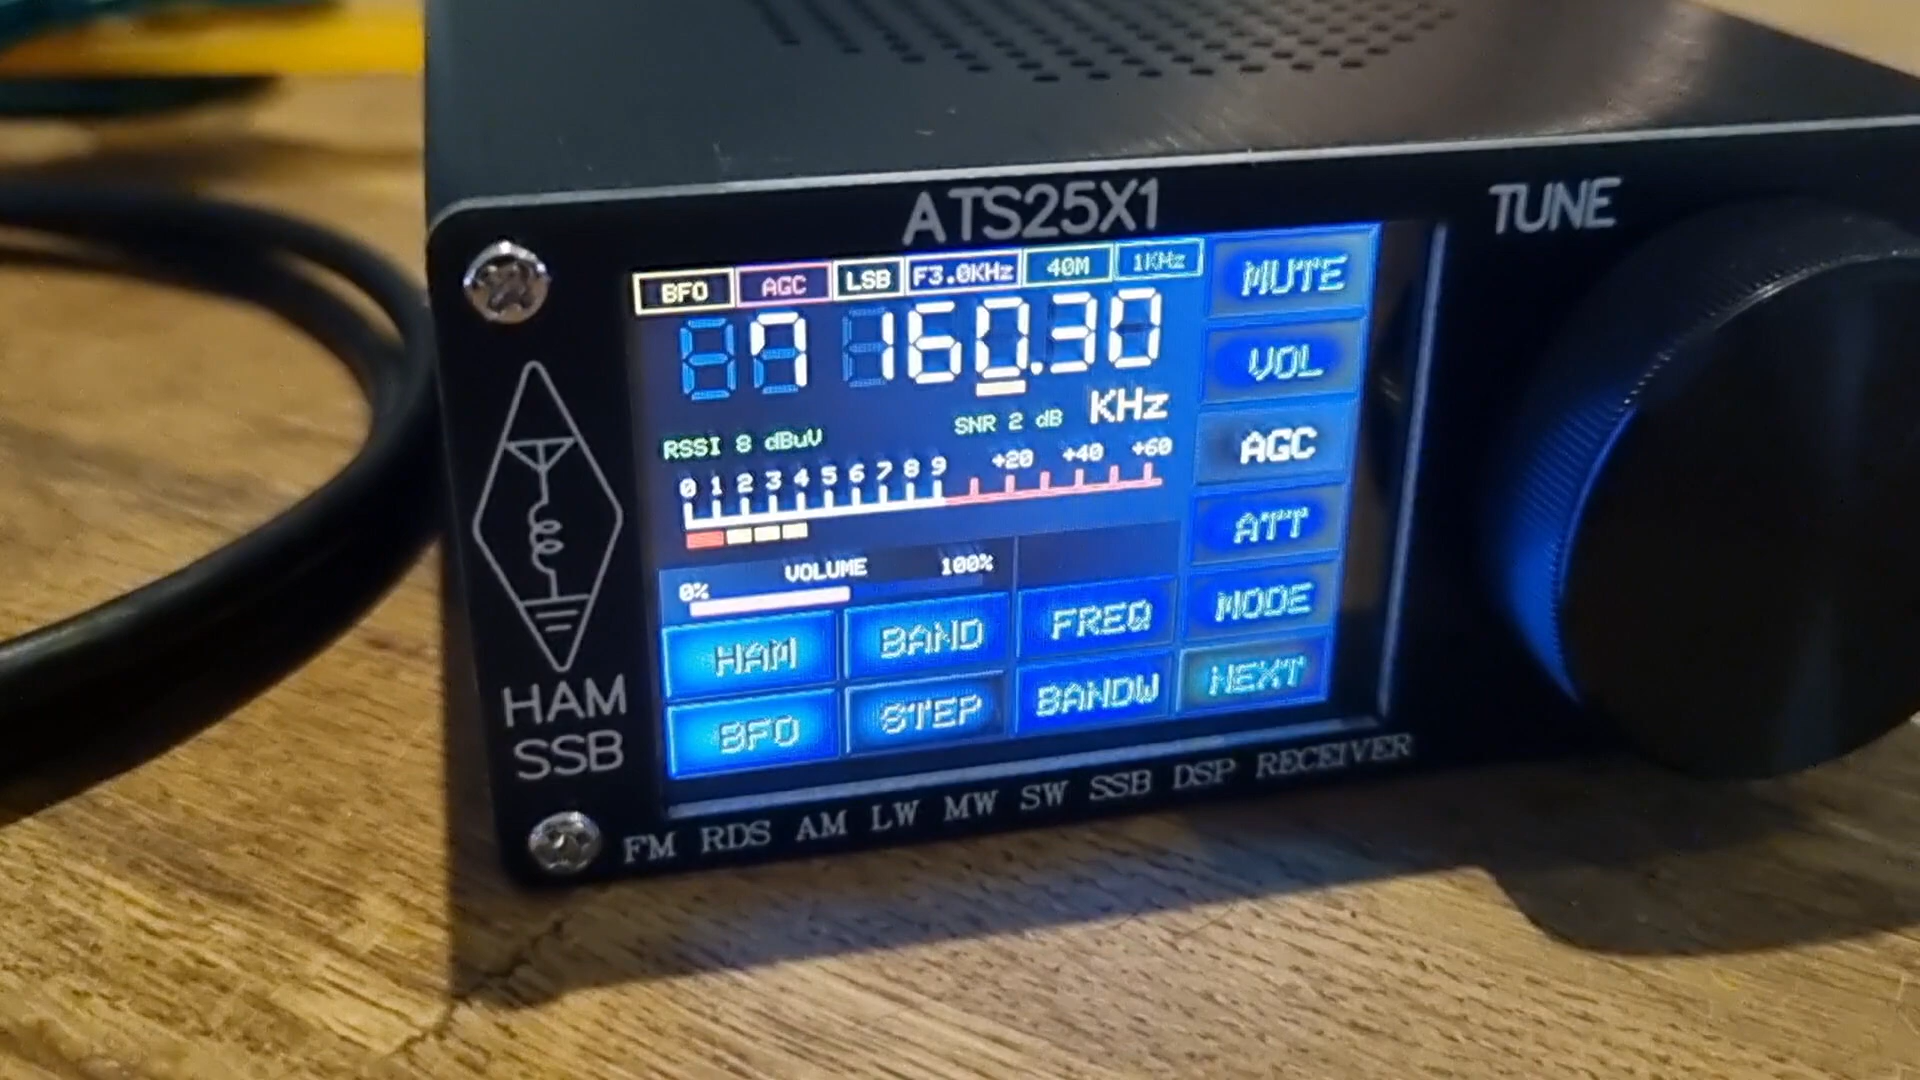 ATS25X1
TUNE
BFO AGC LSB F3.0KHz 40M 1KHz
MUTE
7 160.30
KHz
VOL
RSSI 8 dBuV SNR 2 dB
AGC
0 1 2 3 4 5 6 7 8 9 +20 +40 +60
ATT
0% VOLUME 100%
MODE
HAM BAND FREQ
NEXT
BFO STEP BANDW
HAM
SSB
FM RDS AM LW MW SW SSB DSP RECEIVER